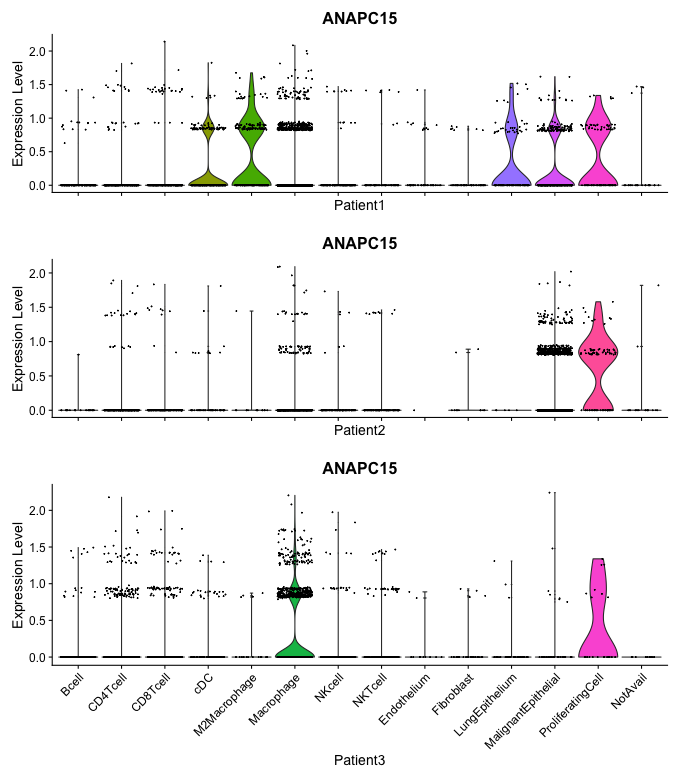 ANAPC15
Expression Level
2.0
1.5
1.0
0.5
0.0
Patient1
ANAPC15
Expression Level
2.0
1.5
1.0
0.5
0.0
Patient2
ANAPC15
Expression Level
2.0
1.5
1.0
0.5
0.0
Bcell
CD4Tcell
CD8Tcell
cDC
M2Macrophage
Macrophage
NKcell
NKTcell
Endothelium
Fibroblast
LungEpithelium
MalignantEpithelial
ProliferatingCell
NotAvail
Patient3